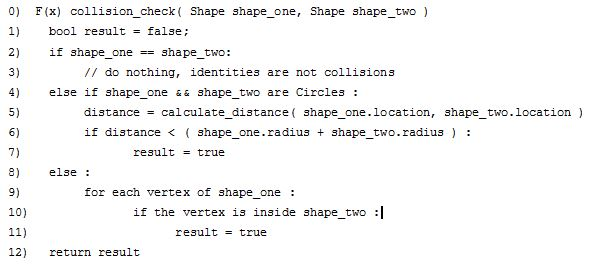 0) F(x) collision_check( Shape shape_one, Shape shape_two )
1) bool result = false;
2) if shape_one == shape_two:
3) // do nothing, identities are not collisions
4) else if shape_one && shape_two are Circles :
5) distance = calculate_distance( shape_one.location, shape_two.location )
6) if distance < ( shape_one.radius + shape_two.radius ) :
7) result = true
8) else :
9) for each vertex of shape_one :
10) if the vertex is inside shape_two :
11) result = true
12) return result